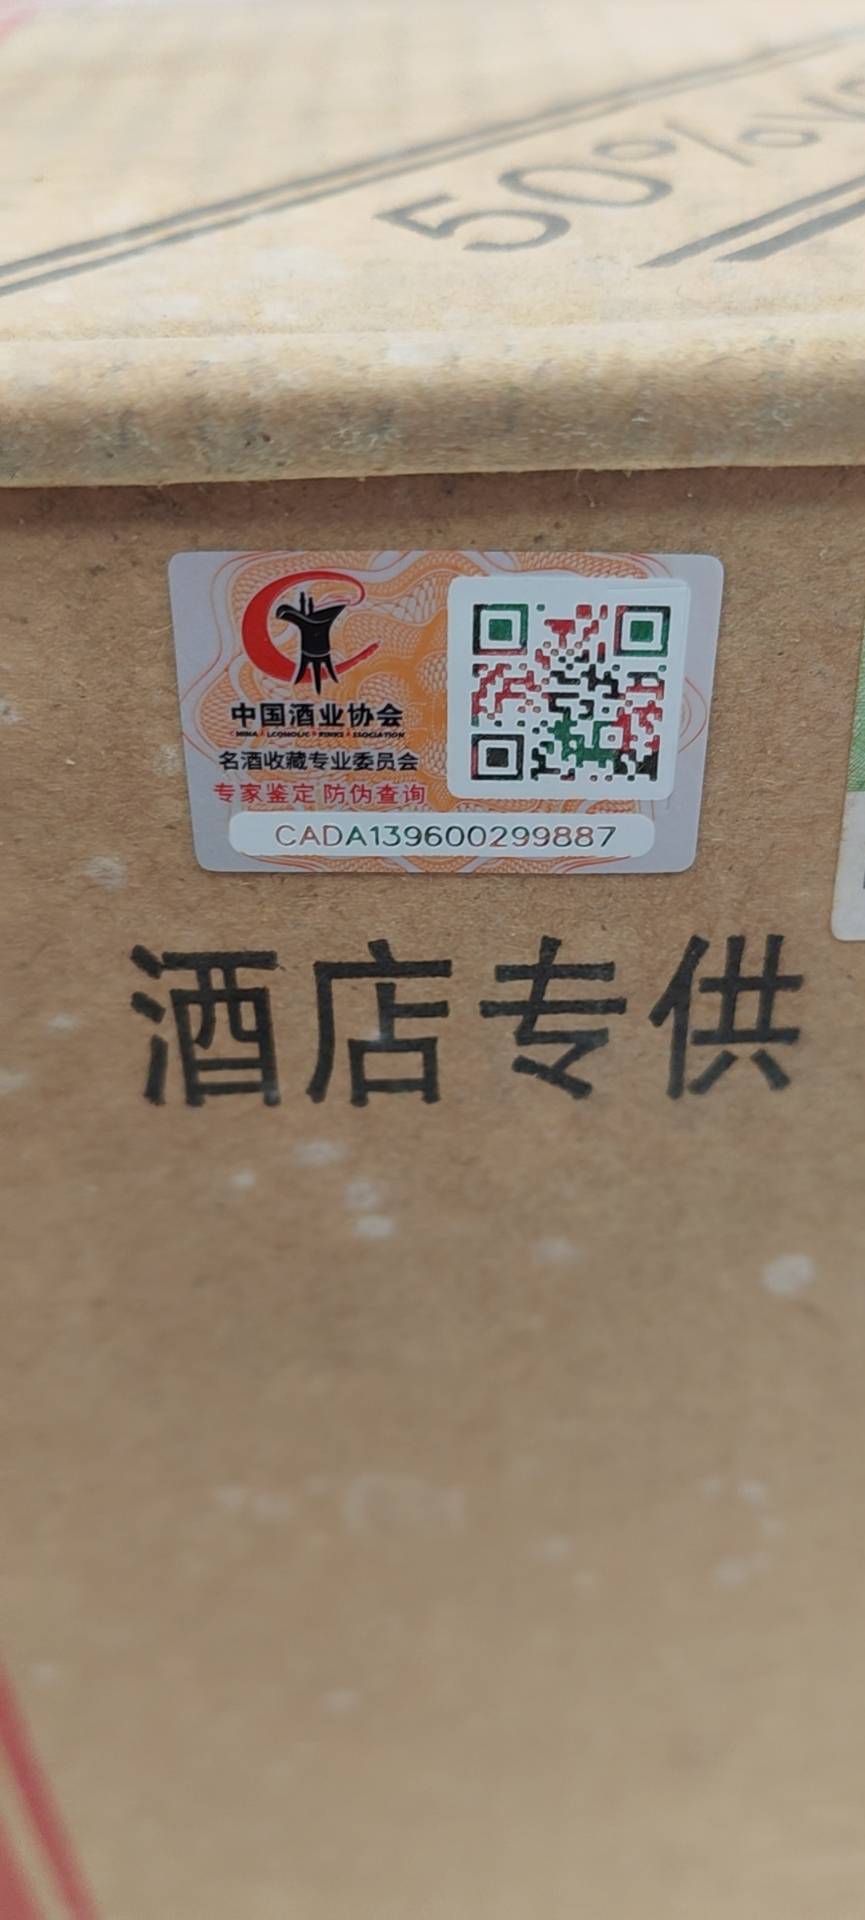 50%vo
中国酒业协会
名酒收藏专业委员会
专家鉴定 防伪查询
CADA139600299887
酒店专供